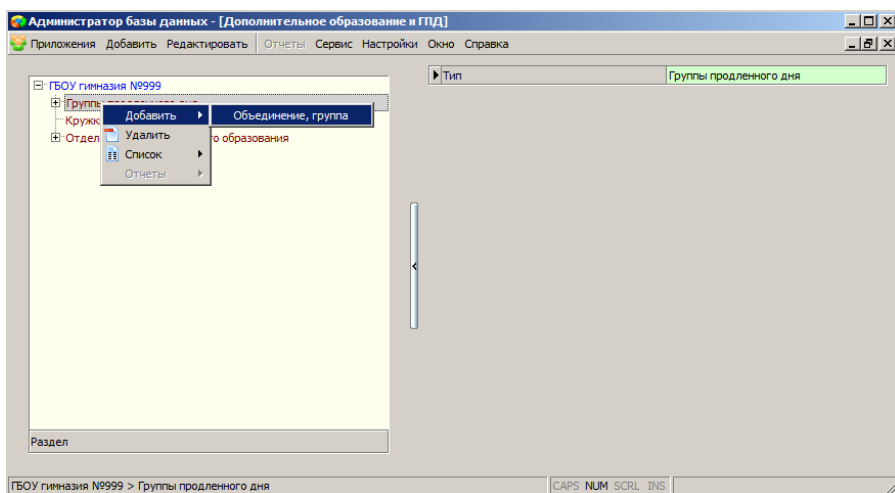 Администратор базы данных - [Дополнительное образование и ГПД]
Приложения Добавить Редактировать Отчеты Сервис Настройки Окно Справка
Тип Группы продленного дня
ГБОУ гимназия №999
Добавить Объединение, группа
Удалить
образования
Список
Отчеты
Раздел
ГБОУ гимназия №999 > Группы продленного дня CAPS NUM SCRL INS